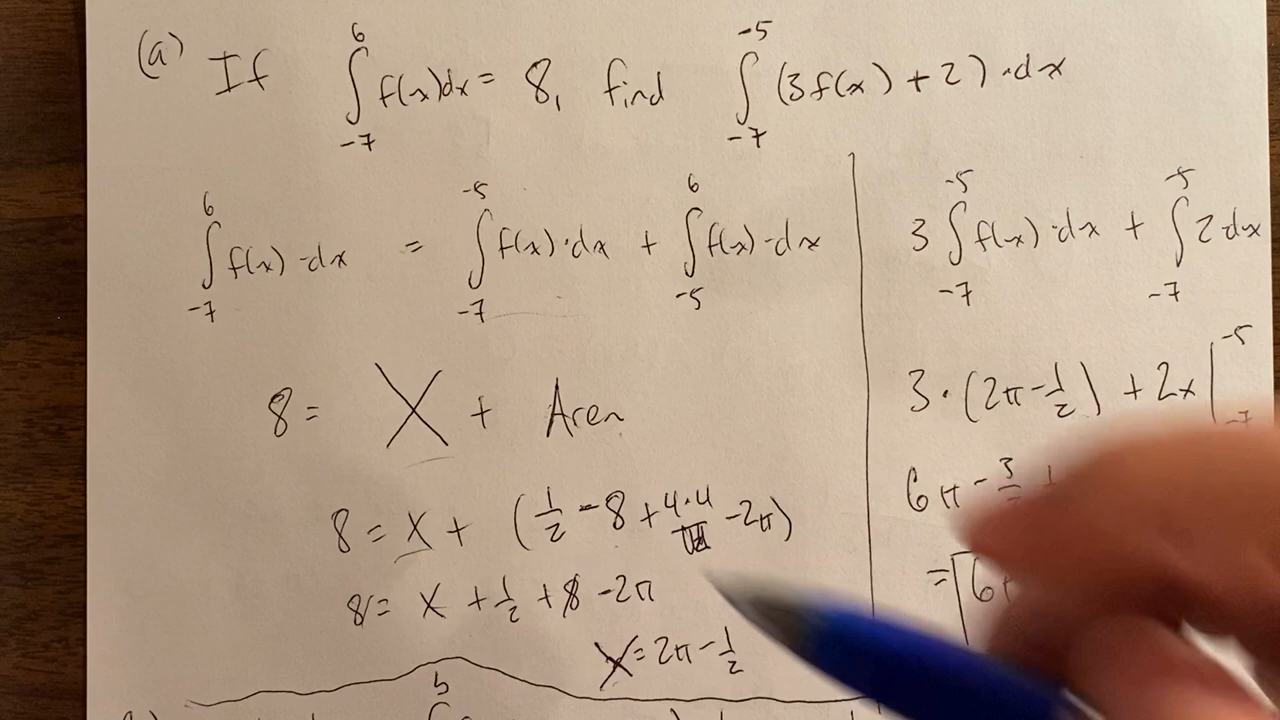 (a) If ∫_{-7}^{6} f(x)dx = 8, find ∫_{-7}^{-5} (3f(x) + 2) · dx
∫_{-7}^{6} f(x) · dx = ∫_{-7}^{-5} f(x) · dx + ∫_{-5}^{6} f(x) · dx
8 = X + Area
8 = X + (1/2 - 8 + 4·4 - 2π)
8 = X + 1/2 + 8 - 2π
X = 2π - 1/2
5
3 ∫_{-7}^{-5} f(x) · dx + ∫_{-7}^{-5} 2 · dx
3 · (2π - 1/2) + 2x |_{-7}^{-5}
6π - 3/
= 6π